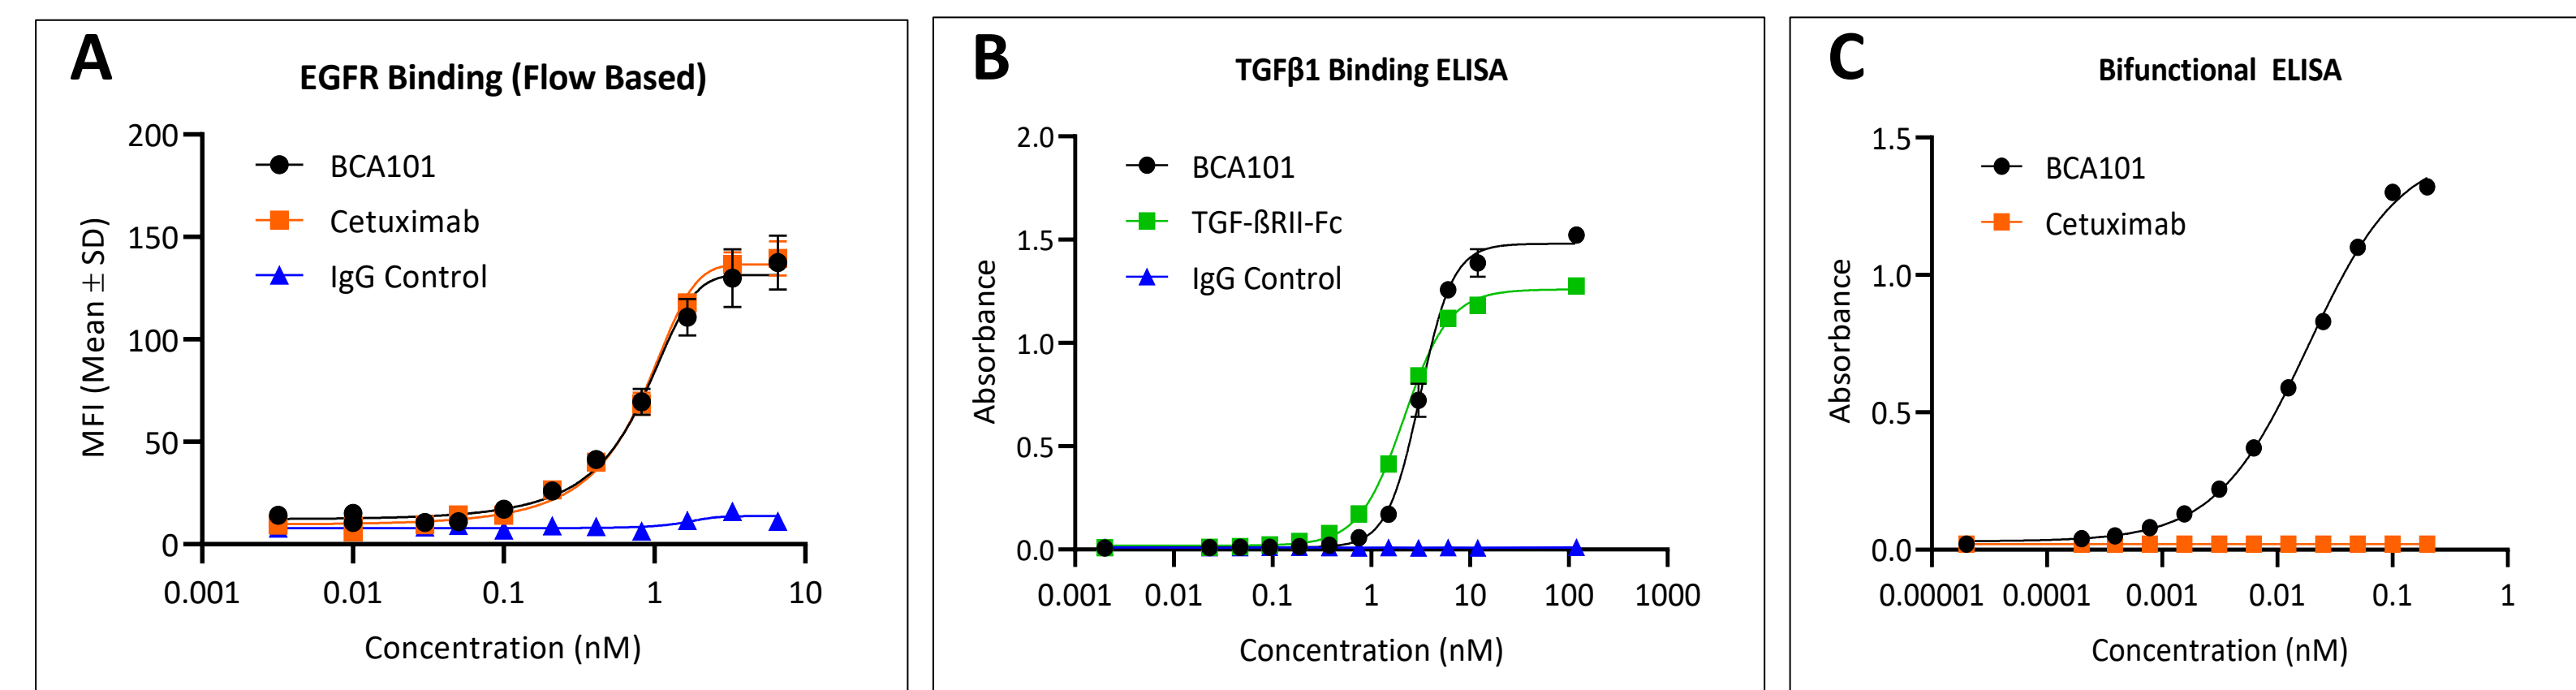 A
EGFR Binding (Flow Based)
200
150
100
50
0
MFI (Mean ± SD)
BCA101
Cetuximab
IgG Control
0.001
0.01
0.1
1
10
Concentration (nM)
B
TGFβ1 Binding ELISA
2.0
1.5
1.0
0.5
0.0
Absorbance
BCA101
TGF-ßRII-Fc
IgG Control
0.001
0.01
0.1
1
10
100
1000
Concentration (nM)
C
Bifunctional ELISA
1.5
1.0
0.5
0.0
Absorbance
BCA101
Cetuximab
0.00001
0.0001
0.001
0.01
0.1
1
Concentration (nM)